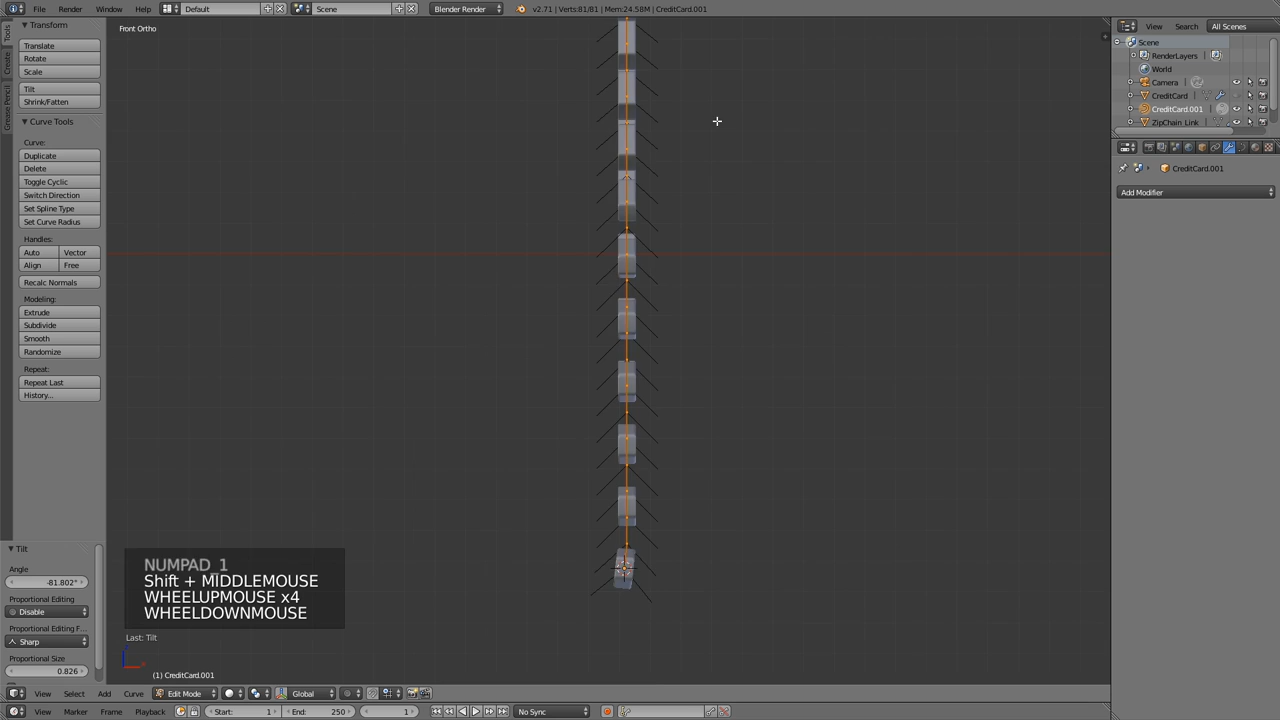 File Render Window Help Default Scene Blender Render v2.71 | Verts:81/81 | Mem:24.58M | CreditCard.001
View Search All Scenes
Scene
RenderLayers
World
Camera
CreditCard
CreditCard.001
ZipChain_Link
CreditCard.001
Add Modifier
Tools
Create
Grease Pencil
Transform
Translate
Rotate
Scale
Tilt
Shrink/Fatten
Curve Tools
Curve:
Duplicate
Delete
Toggle Cyclic
Switch Direction
Set Spline Type
Set Curve Radius
Handles:
Auto Vector
Align Free
Recalc Normals
Modeling:
Extrude
Subdivide
Smooth
Randomize
Repeat:
Repeat Last
History...
Tilt
Angle
-81.802°
Proportional Editing
Disable
Proportional Editing F...
Sharp
Proportional Size
0.826
Front Ortho
NUMPAD_1
Shift + MIDDLEMOUSE
WHEELUPMOUSE x4
WHEELDOWNMOUSE
Last: Tilt
(1) CreditCard.001
View Select Add Curve Edit Mode Global
View Marker Frame Playback Start: 1 End: 250 1 No Sync